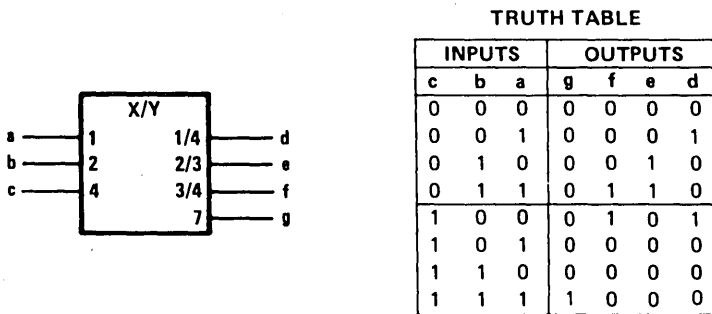 TRUTH TABLE
INPUTS OUTPUTS
c b a g f e d
0 0 0 0 0 0 0
0 0 1 0 0 0 1
0 1 0 0 0 1 0
0 1 1 0 1 1 0
1 0 0 0 1 0 1
1 0 1 0 0 0 0
1 1 0 0 0 0 0
1 1 1 1 0 0 0
X/Y
a 1 1/4 d
b 2 2/3 e
c 4 3/4 f
7 g